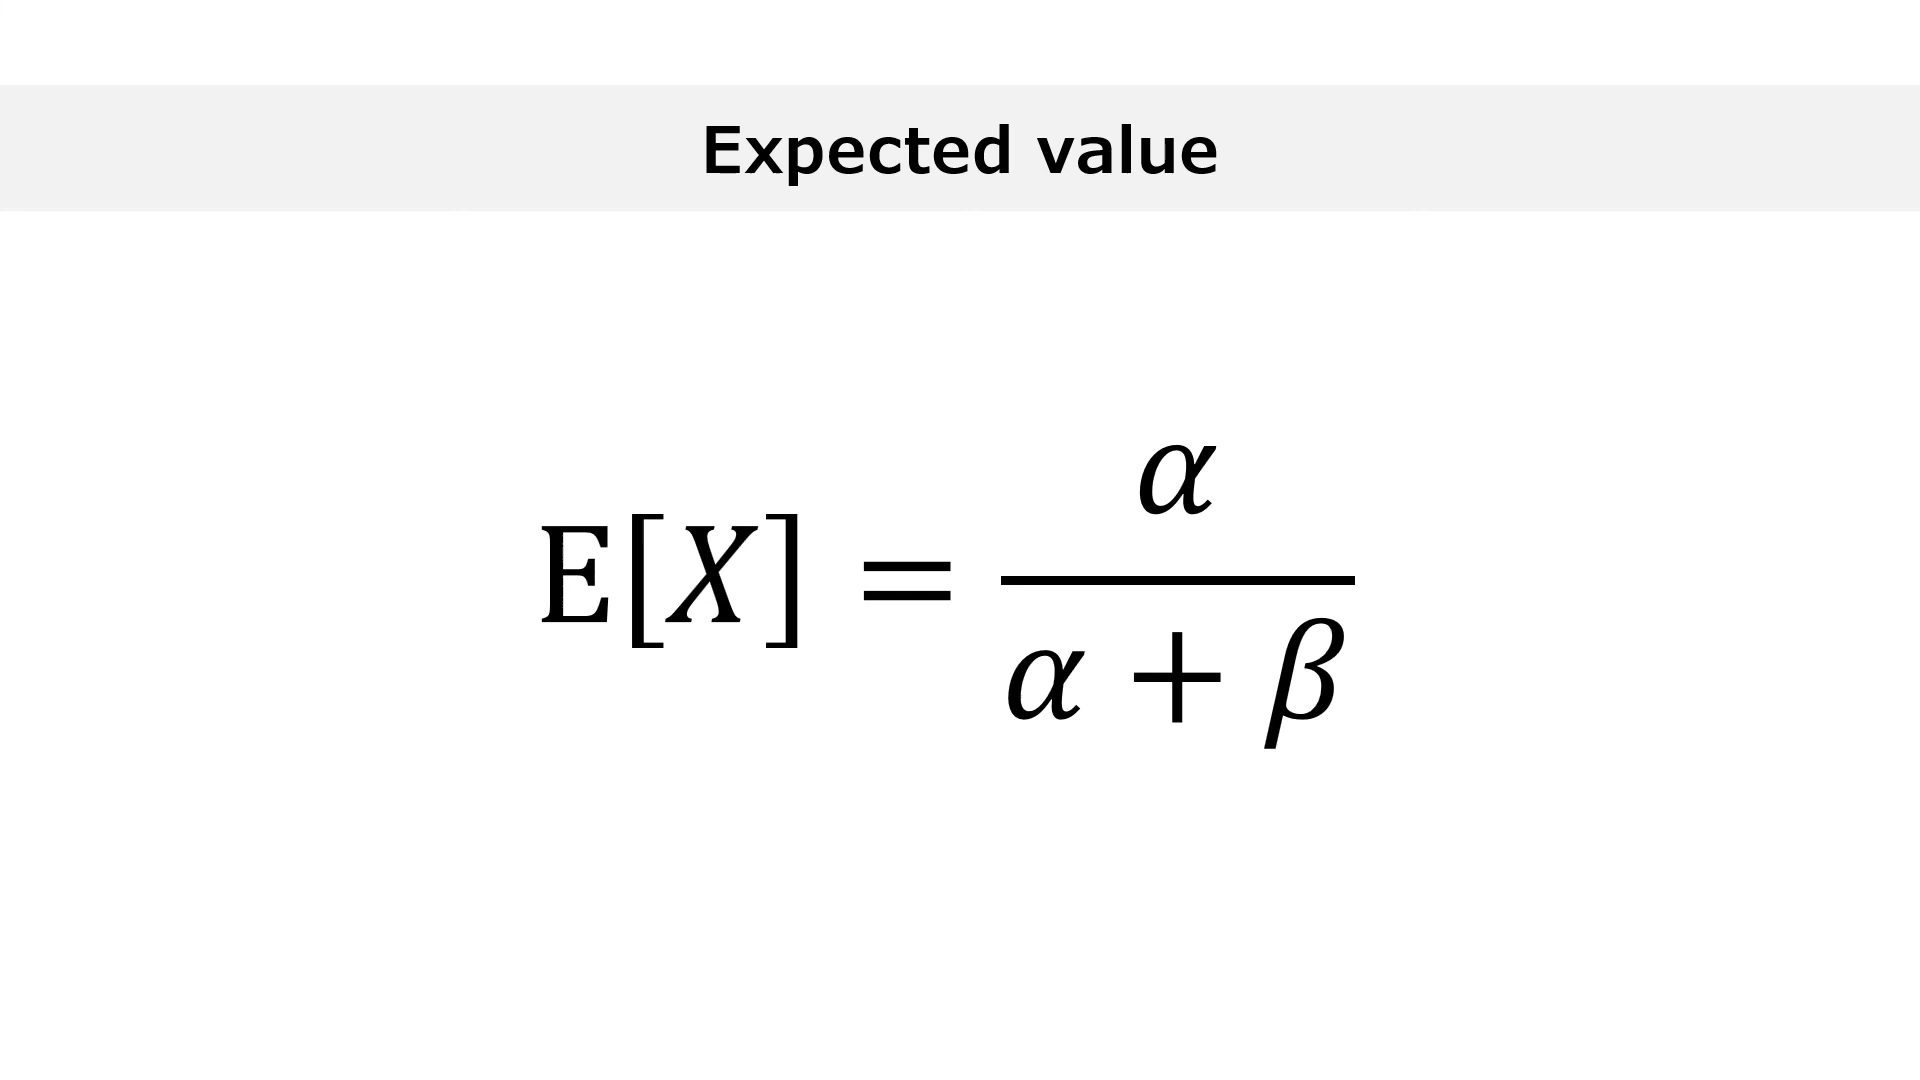 Expected value
E[X] = α / (α + β)